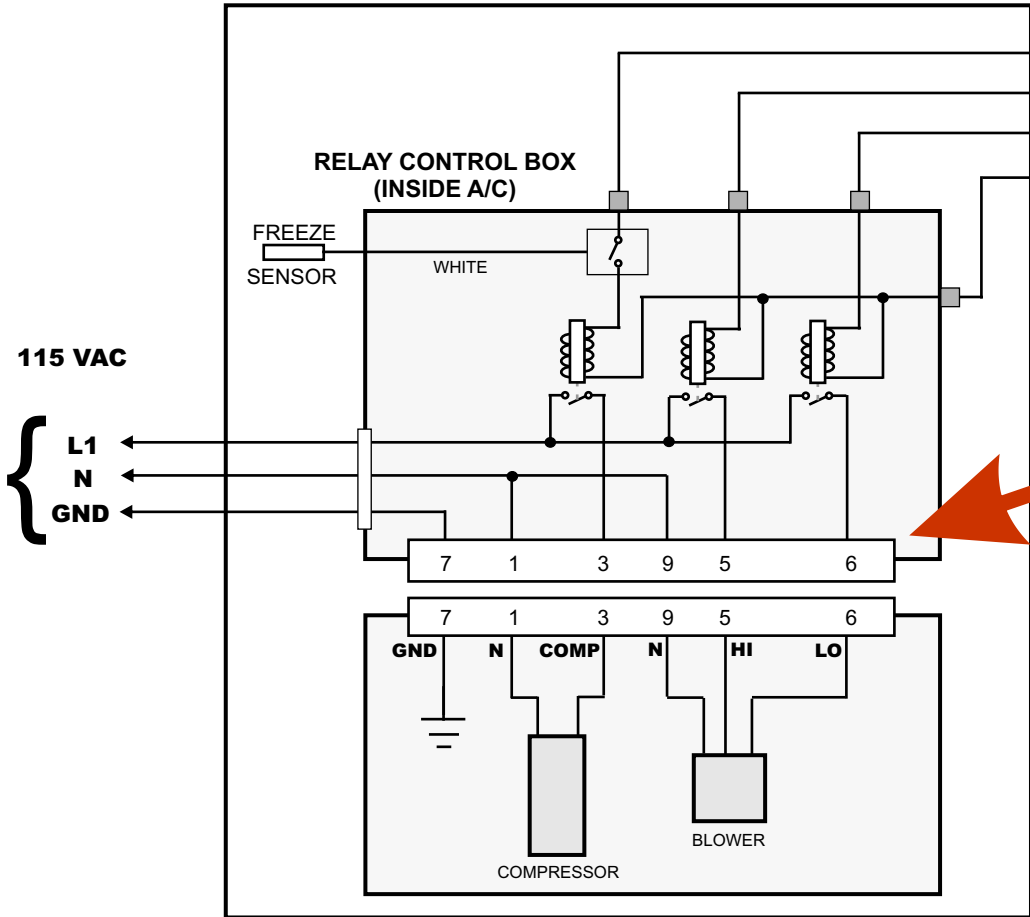 RELAY CONTROL BOX
(INSIDE A/C)
FREEZE
SENSOR
WHITE
115 VAC
L1
N
GND
7 1 3 9 5 6
7 1 3 9 5 6
GND N COMP N HI LO
BLOWER
COMPRESSOR